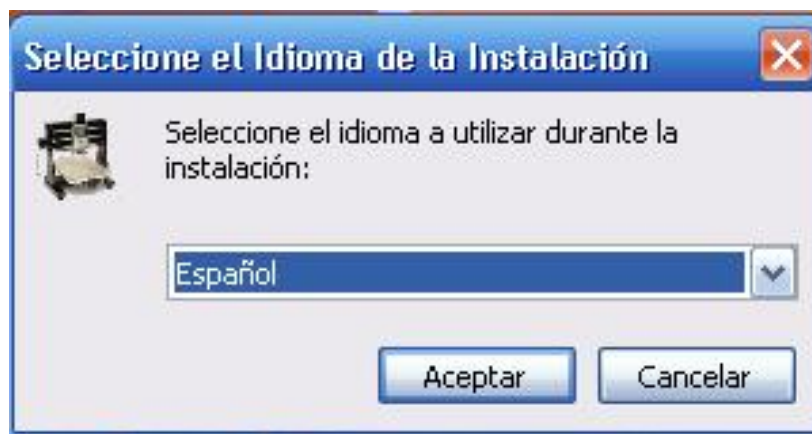 Seleccione el Idioma de la Instalación
Seleccione el idioma a utilizar durante la
instalación:
Español
Aceptar
Cancelar